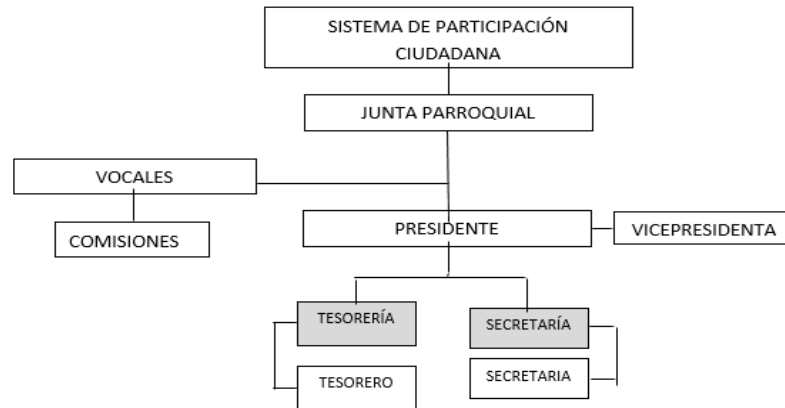 SISTEMA DE PARTICIPACIÓN
CIUDADANA
JUNTA PARROQUIAL
VOCALES
COMISIONES
PRESIDENTE
VICEPRESIDENTA
TESORERÍA
SECRETARÍA
TESORERO
SECRETARIA